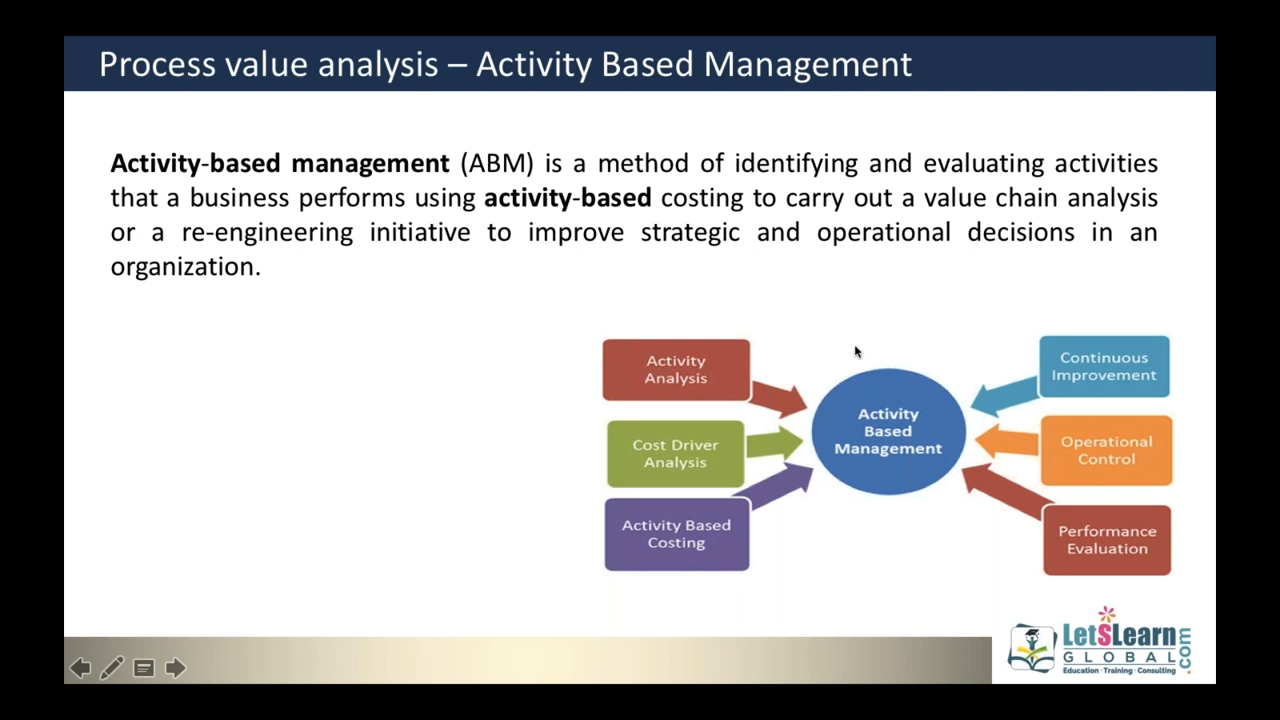 Process value analysis – Activity Based Management
Activity-based management (ABM) is a method of identifying and evaluating activities
that a business performs using activity-based costing to carry out a value chain analysis
or a re-engineering initiative to improve strategic and operational decisions in an
organization.
Activity
Analysis
Cost Driver
Analysis
Activity Based
Costing
Activity
Based
Management
Continuous
Improvement
Operational
Control
Performance
Evaluation
LetSLearn
GLOBAL
.com
Education · Training · Consulting